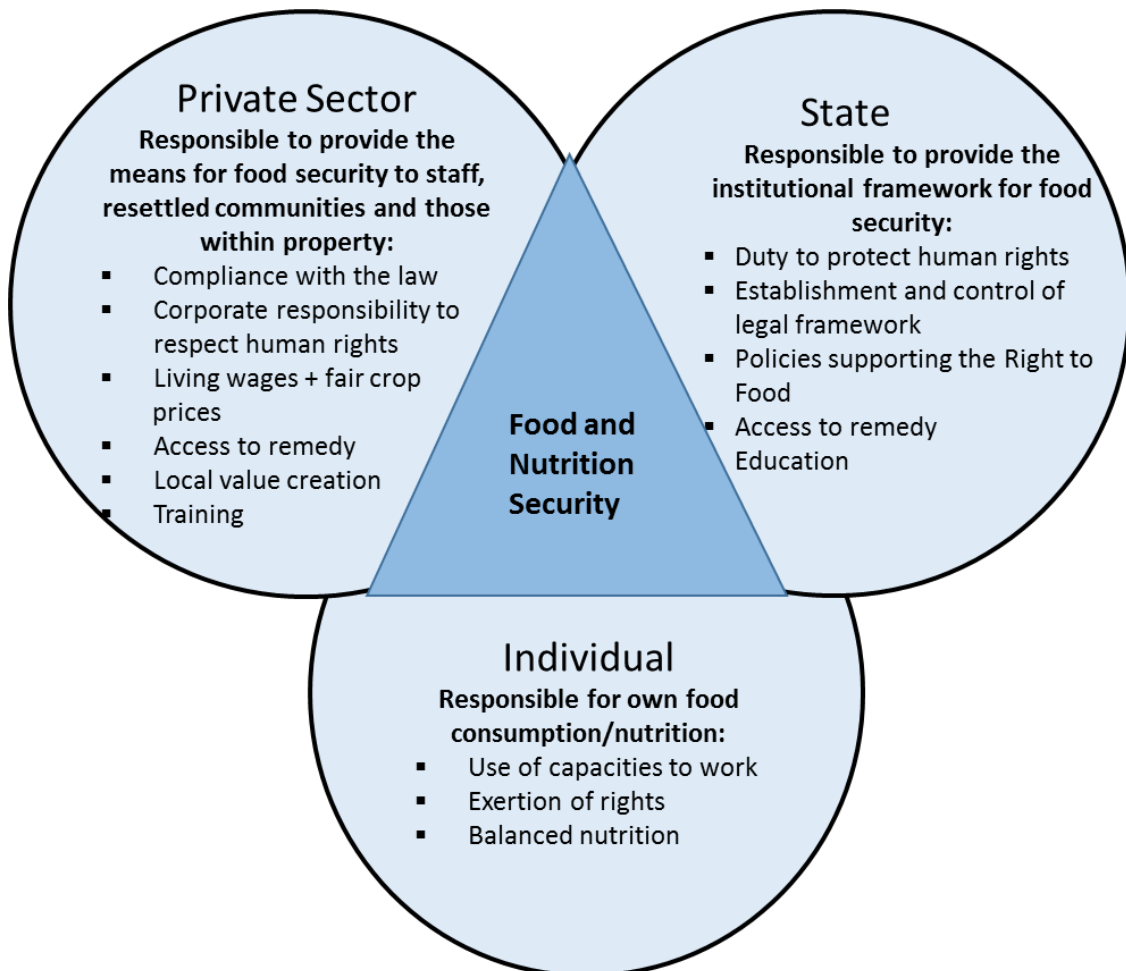 Private Sector
Responsible to provide the
means for food security to staff,
resettled communities and those
within property:
▪ Compliance with the law
▪ Corporate responsibility to
respect human rights
▪ Living wages + fair crop
prices
▪ Access to remedy
▪ Local value creation
▪ Training
State
Responsible to provide the
institutional framework for food
security:
▪ Duty to protect human rights
▪ Establishment and control of
legal framework
▪ Policies supporting the Right to
Food
▪ Access to remedy
Education
Food and
Nutrition
Security
Individual
Responsible for own food
consumption/nutrition:
▪ Use of capacities to work
▪ Exertion of rights
▪ Balanced nutrition